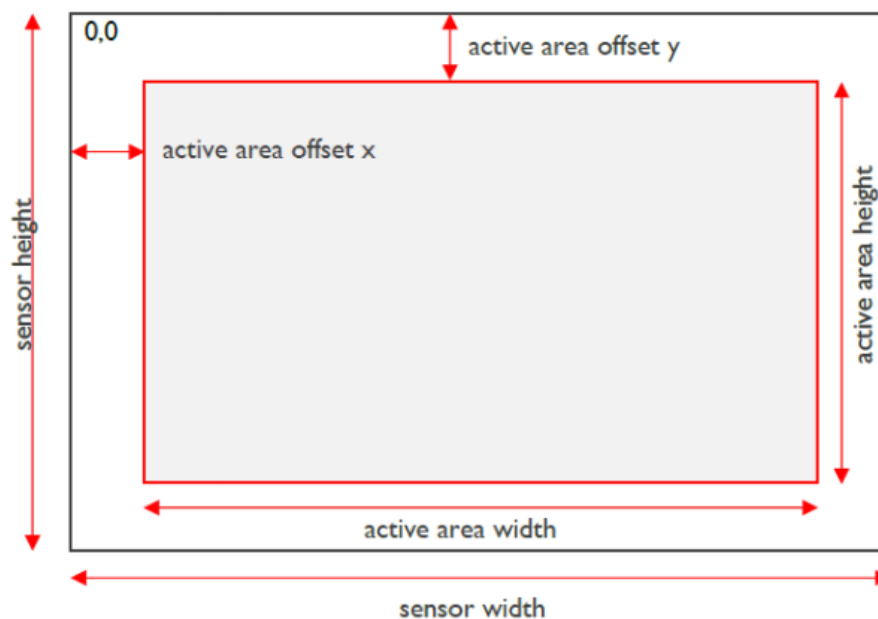 0,0
active area offset y
active area offset x
sensor height
active area height
active area width
sensor width